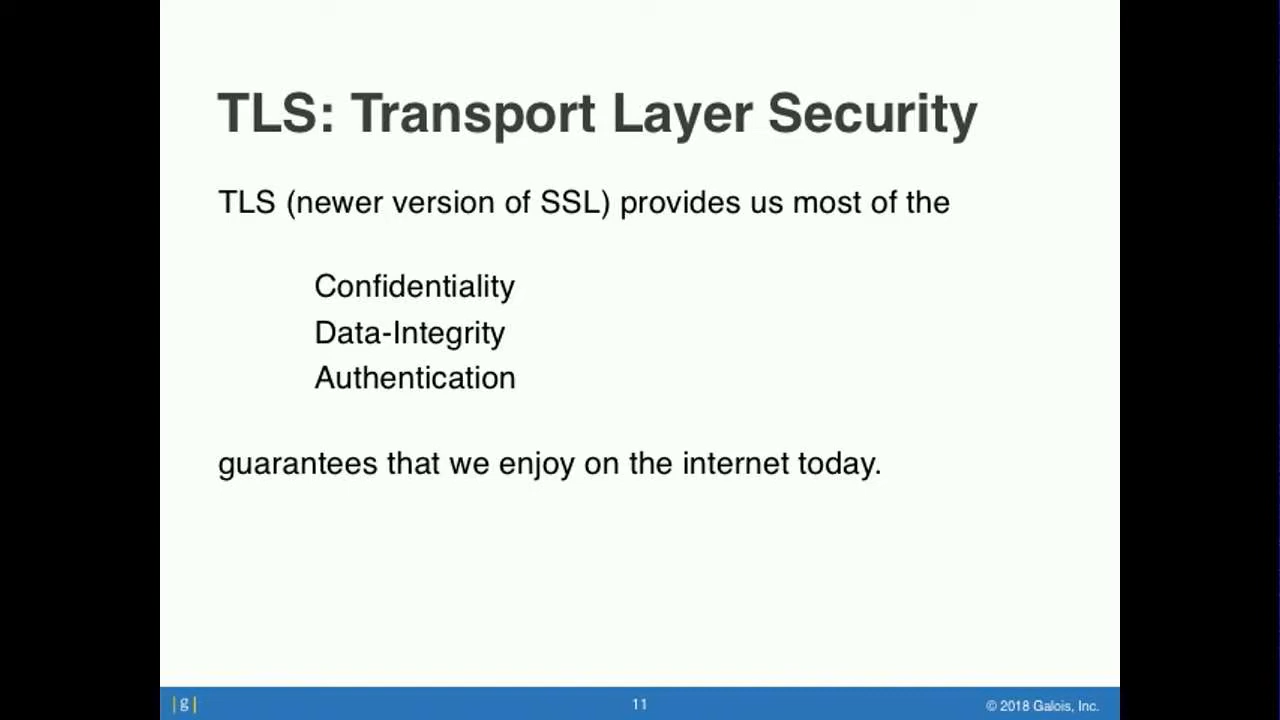 TLS: Transport Layer Security
TLS (newer version of SSL) provides us most of the
Confidentiality
Data-Integrity
Authentication
guarantees that we enjoy on the internet today.
|g|
11
© 2018 Galois, Inc.